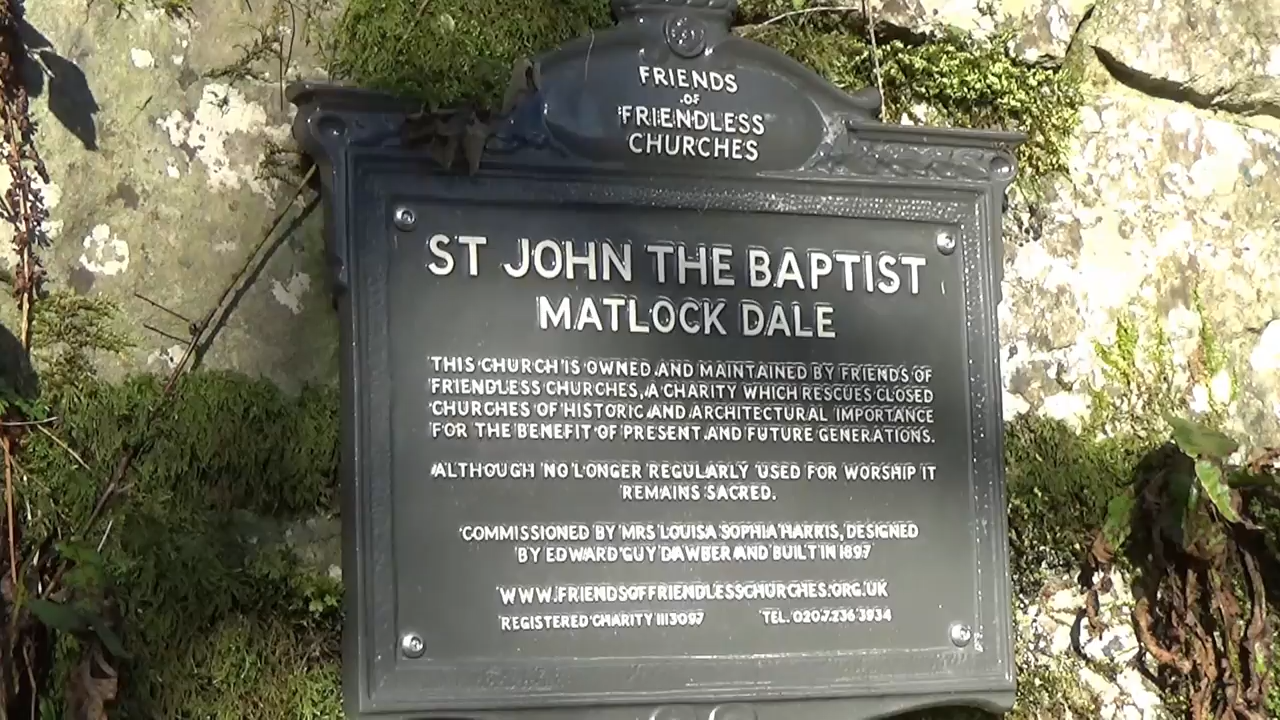 FRIENDS
OF
FRIENDLESS
CHURCHES
ST JOHN THE BAPTIST
MATLOCK DALE
THIS CHURCH IS OWNED AND MAINTAINED BY FRIENDS OF
FRIENDLESS CHURCHES, A CHARITY WHICH RESCUES CLOSED
CHURCHES OF HISTORIC AND ARCHITECTURAL IMPORTANCE
FOR THE BENEFIT OF PRESENT AND FUTURE GENERATIONS.
ALTHOUGH NO LONGER REGULARLY USED FOR WORSHIP IT
REMAINS SACRED.
COMMISSIONED BY MRS LOUISA SOPHIA HARRIS, DESIGNED
BY EDWARD GUY DAWBER AND BUILT IN 1897
WWW.FRIENDSOFFRIENDLESSCHURCHES.ORG.UK
REGISTERED CHARITY 1113097 TEL. 020 7236 3934